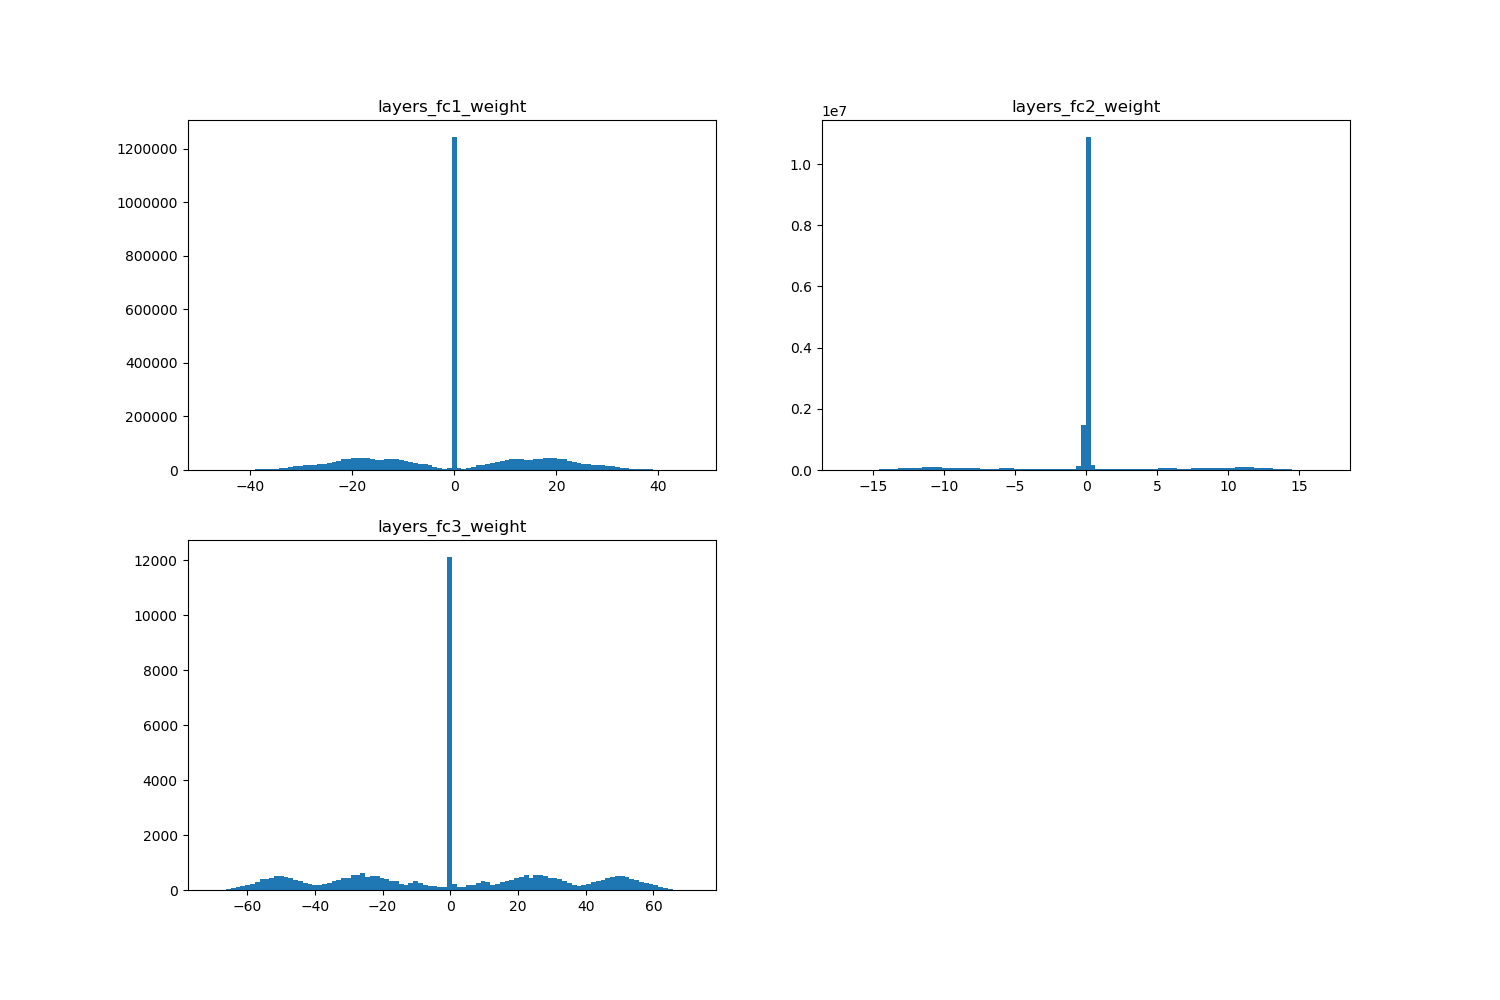 layers_fc1_weight
1200000
1000000
800000
600000
400000
200000
0
−40 −20 0 20 40
layers_fc2_weight
1e7
1.0
0.8
0.6
0.4
0.2
0.0
−15 −10 −5 0 5 10 15
layers_fc3_weight
12000
10000
8000
6000
4000
2000
0
−60 −40 −20 0 20 40 60